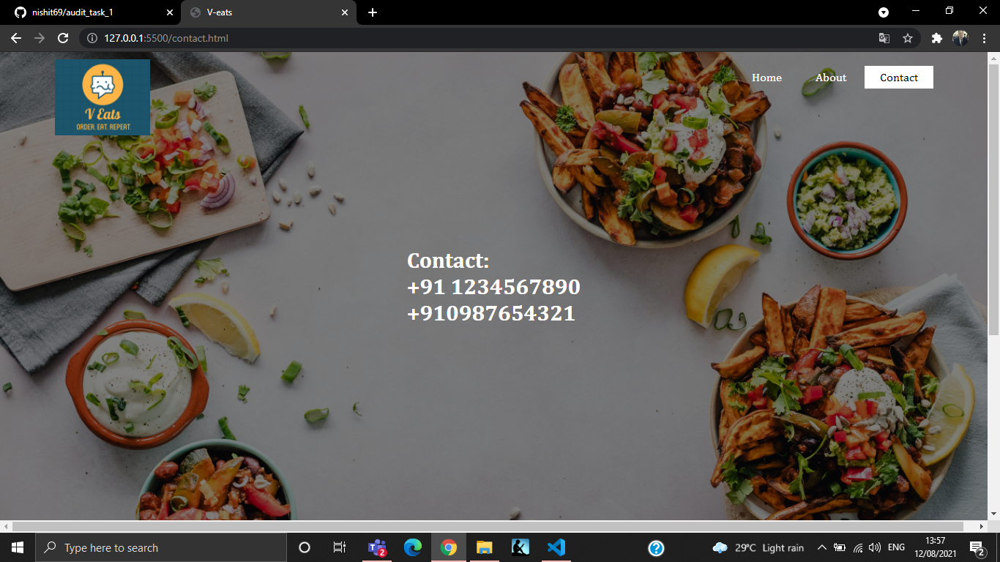 nishit69/audit_task_1
V-eats
127.0.0.1:5500/contact.html
V Eats
ORDER. EAT. REPEAT.
Home
About
Contact
Contact:
+91 1234567890
+910987654321
Type here to search
2
29°C Light rain
ENG
13:57
12/08/2021
2